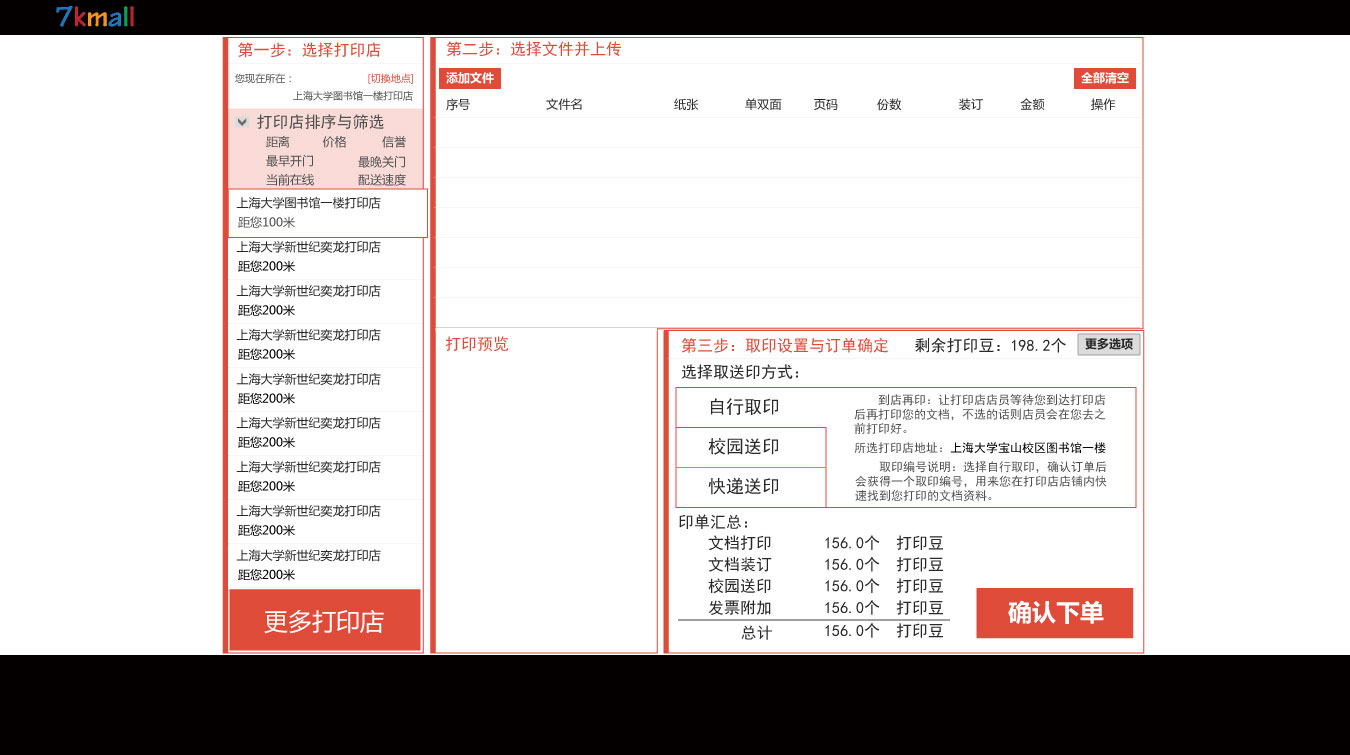 7kmall
第一步：选择打印店
您现在所在：
[切换地点]
上海大学图书馆一楼打印店
打印店排序与筛选
距离 价格 信誉
最早开门 最晚关门
当前在线 配送速度
上海大学图书馆一楼打印店
距您100米
上海大学新世纪奕龙打印店
距您200米
上海大学新世纪奕龙打印店
距您200米
上海大学新世纪奕龙打印店
距您200米
上海大学新世纪奕龙打印店
距您200米
上海大学新世纪奕龙打印店
距您200米
上海大学新世纪奕龙打印店
距您200米
上海大学新世纪奕龙打印店
距您200米
上海大学新世纪奕龙打印店
距您200米
更多打印店
第二步：选择文件并上传
添加文件 全部清空
序号 文件名 纸张 单双面 页码 份数 装订 金额 操作
打印预览
第三步：取印设置与订单确定 剩余打印豆：198.2个 更多选项
选择取送印方式：
自行取印
校园送印
快递送印
到店再印：让打印店店员等待您到达打印店
后再打印您的文档，不选的话则店员会在您去之
前打印好。
所选打印店地址：上海大学宝山校区图书馆一楼
取印编号说明：选择自行取印，确认订单后
会获得一个取印编号，用来您在打印店店铺内快
速找到您打印的文档资料。
印单汇总：
文档打印 156.0个 打印豆
文档装订 156.0个 打印豆
校园送印 156.0个 打印豆
发票附加 156.0个 打印豆
总计 156.0个 打印豆
确认下单